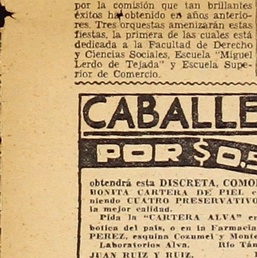 por la comisión que tan brillantes
éxitos ha obtenido en años anterio-
res. Tres orquestas amenizarán estas
fiestas, la primera de las cuales está
dedicada a la Facultad de Derecho
y Ciencias Sociales, Escuela "Miguel
Lerdo de Tejada" y Escuela Supe-
rior de Comercio.
CABALLE
POR $0.5
obtendrá esta DISCRETA, COMO
BONITA CARTERA DE PIEL c
niendo CUATRO PRESERVATIVO
la mejor calidad.
Pida la "CARTERA ALVA" en
botica del país, o en la Farmacia
PEREZ, esquina Cozumel y Monte
Laboratorios Alva. Río Tán
JUAN RUIZ Y RUIZ.